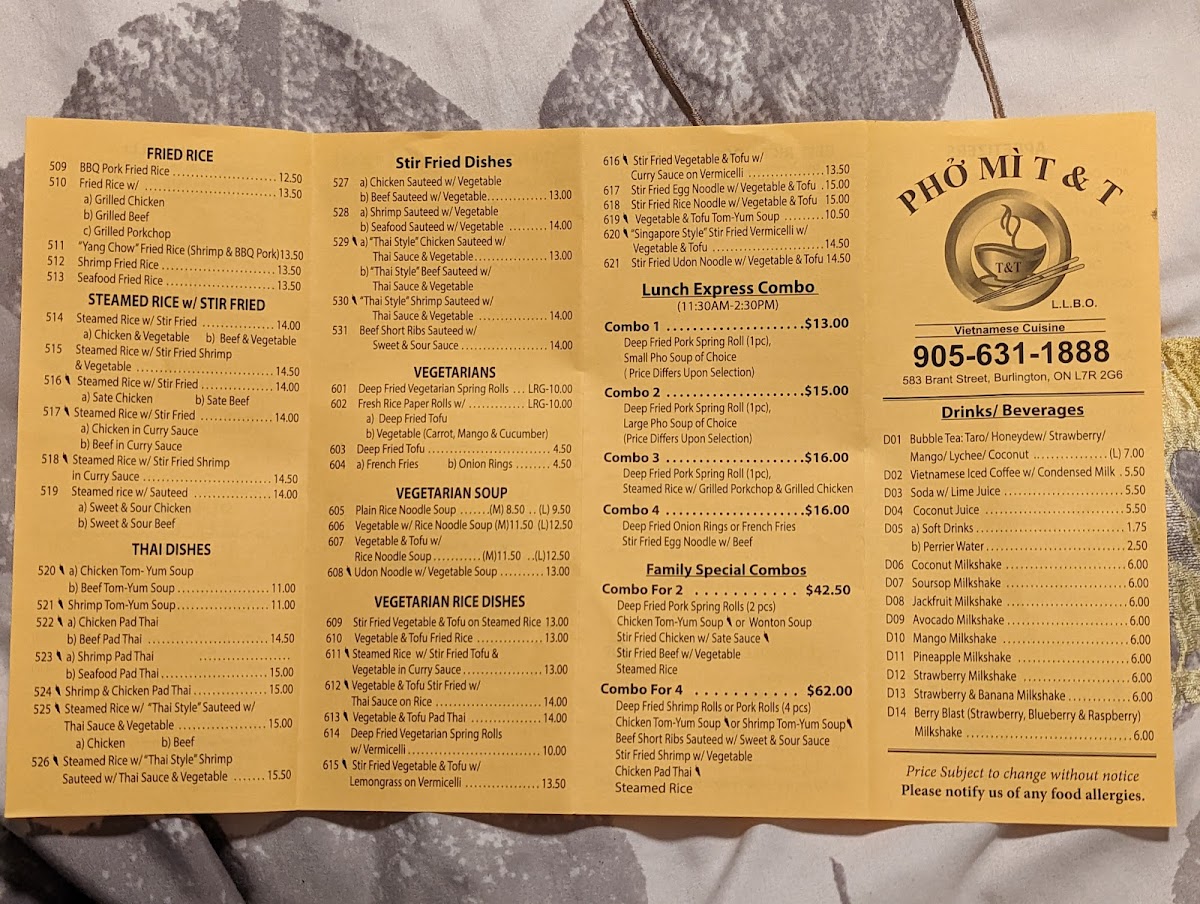 FRIED RICE
509 BBQ Pork Fried Rice ........................ 12.50
510 Fried Rice w/ ............................... 13.50
a) Grilled Chicken
b) Grilled Beef
c) Grilled Porkchop
511 "Yang Chow" Fried Rice (Shrimp & BBQ Pork) 13.50
512 Shrimp Fried Rice ......................... 13.50
513 Seafood Fried Rice ........................ 13.50
STEAMED RICE w/ STIR FRIED
514 Steamed Rice w/ Stir Fried ................ 14.00
a) Chicken & Vegetable b) Beef & Vegetable
515 Steamed Rice w/ Stir Fried Shrimp
& Vegetable ............................... 14.50
516 Steamed Rice w/ Stir Fried ................ 14.00
a) Sate Chicken b) Sate Beef
517 Steamed Rice w/ Stir Fried ................ 14.00
a) Chicken in Curry Sauce
b) Beef in Curry Sauce
518 Steamed Rice w/ Stir Fried Shrimp
in Curry Sauce ............................ 14.50
519 Steamed rice w/ Sauteed ................... 14.00
a) Sweet & Sour Chicken
b) Sweet & Sour Beef
THAI DISHES
520 a) Chicken Tom- Yum Soup
b) Beef Tom-Yum Soup ...................... 11.00
521 Shrimp Tom-Yum Soup ....................... 11.00
522 a) Chicken Pad Thai
b) Beef Pad Thai .......................... 14.50
523 a) Shrimp Pad Thai ....................
b) Seafood Pad Thai ....................... 15.00
524 Shrimp & Chicken Pad Thai ................. 15.00
525 Steamed Rice w/ "Thai Style" Sauteed w/
Thai Sauce & Vegetable .................... 15.00
a) Chicken b) Beef
526 Steamed Rice w/ "Thai Style" Shrimp
Sauteed w/ Thai Sauce & Vegetable ....... 15.50
Stir Fried Dishes
527 a) Chicken Sauteed w/ Vegetable
b) Beef Sauteed w/ Vegetable ............... 13.00
528 a) Shrimp Sauteed w/ Vegetable
b) Seafood Sauteed w/ Vegetable ............ 14.00
529 a) "Thai Style" Chicken Sauteed w/
Thai Sauce & Vegetable ..................... 13.00
b) "Thai Style" Beef Sauteed w/
Thai Sauce & Vegetable
530 "Thai Style" Shrimp Sauteed w/
Thai Sauce & Vegetable ..................... 14.00
531 Beef Short Ribs Sauteed w/
Sweet & Sour Sauce ......................... 14.00
VEGETARIANS
601 Deep Fried Vegetarian Spring Rolls ... LRG-10.00
602 Fresh Rice Paper Rolls w/ ............. LRG-10.00
a) Deep Fried Tofu
b) Vegetable (Carrot, Mango & Cucumber)
603 Deep Fried Tofu ............................ 4.50
604 a) French Fries b) Onion Rings ........ 4.50
VEGETARIAN SOUP
605 Plain Rice Noodle Soup ....... (M) 8.50 .. (L) 9.50
606 Vegetable w/ Rice Noodle Soup (M)11.50 (L)12.50
607 Vegetable & Tofu w/
Rice Noodle Soup ........... (M)11.50 ..(L)12.50
608 Udon Noodle w/ Vegetable Soup .......... 13.00
VEGETARIAN RICE DISHES
609 Stir Fried Vegetable & Tofu on Steamed Rice 13.00
610 Vegetable & Tofu Fried Rice ................ 13.00
611 Steamed Rice w/ Stir Fried Tofu &
Vegetable in Curry Sauce ................... 13.00
612 Vegetable & Tofu Stir Fried w/
Thai Sauce on Rice ......................... 14.00
613 Vegetable & Tofu Pad Thai .................. 14.00
614 Deep Fried Vegetarian Spring Rolls
w/ Vermicelli .............................. 10.00
615 Stir Fried Vegetable & Tofu w/
Lemongrass on Vermicelli ................... 13.50
616 Stir Fried Vegetable & Tofu w/
Curry Sauce on Vermicelli .................. 13.50
617 Stir Fried Egg Noodle w/ Vegetable & Tofu . 15.00
618 Stir Fried Rice Noodle w/ Vegetable & Tofu 15.00
619 Vegetable & Tofu Tom-Yum Soup .............. 10.50
620 "Singapore Style" Stir Fried Vermicelli w/
Vegetable & Tofu ........................... 14.50
621 Stir Fried Udon Noodle w/ Vegetable & Tofu 14.50
Lunch Express Combo
(11:30AM-2:30PM)
Combo 1 ........................ $13.00
Deep Fried Pork Spring Roll (1pc),
Small Pho Soup of Choice
( Price Differs Upon Selection)
Combo 2 ........................ $15.00
Deep Fried Pork Spring Roll (1pc),
Large Pho Soup of Choice
(Price Differs Upon Selection)
Combo 3 ........................ $16.00
Deep Fried Pork Spring Roll (1pc),
Steamed Rice w/ Grilled Porkchop & Grilled Chicken
Combo 4 ........................ $16.00
Deep Fried Onion Rings or French Fries
Stir Fried Egg Noodle w/ Beef
Family Special Combos
Combo For 2 ........... $42.50
Deep Fried Pork Spring Rolls (2 pcs)
Chicken Tom-Yum Soup or Wonton Soup
Stir Fried Chicken w/ Sate Sauce
Stir Fried Beef w/ Vegetable
Steamed Rice
Combo For 4 ........... $62.00
Deep Fried Shrimp Rolls or Pork Rolls (4 pcs)
Chicken Tom-Yum Soup or Shrimp Tom-Yum Soup
Beef Short Ribs Sauteed w/ Sweet & Sour Sauce
Stir Fried Shrimp w/ Vegetable
Chicken Pad Thai
Steamed Rice
PHỞ MÌ T & T
T&T
L.L.B.O.
Vietnamese Cuisine
905-631-1888
583 Brant Street, Burlington, ON L7R 2G6
Drinks/ Beverages
D01 Bubble Tea: Taro/ Honeydew/ Strawberry/
Mango/ Lychee/ Coconut ............... (L) 7.00
D02 Vietnamese Iced Coffee w/ Condensed Milk . 5.50
D03 Soda w/ Lime Juice ......................... 5.50
D04 Coconut Juice .............................. 5.50
D05 a) Soft Drinks ............................. 1.75
b) Perrier Water ........................... 2.50
D06 Coconut Milkshake .......................... 6.00
D07 Soursop Milkshake .......................... 6.00
D08 Jackfruit Milkshake ........................ 6.00
D09 Avocado Milkshake .......................... 6.00
D10 Mango Milkshake ............................ 6.00
D11 Pineapple Milkshake ........................ 6.00
D12 Strawberry Milkshake ....................... 6.00
D13 Strawberry & Banana Milkshake .............. 6.00
D14 Berry Blast (Strawberry, Blueberry & Raspberry)
Milkshake .................................. 6.00
Price Subject to change without notice
Please notify us of any food allergies.